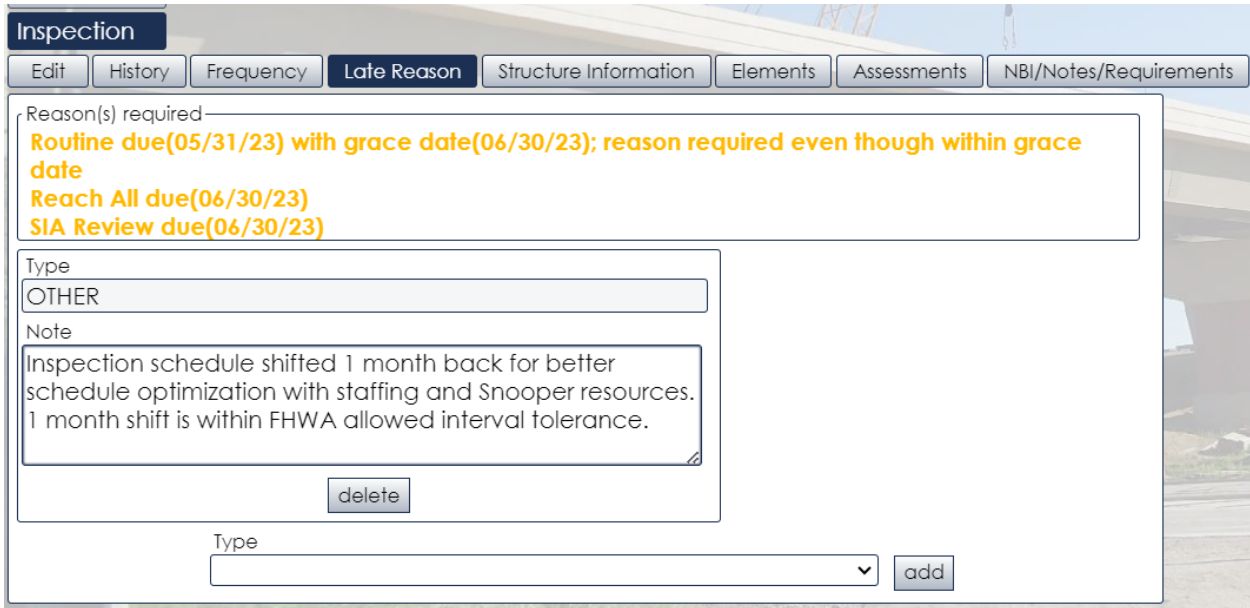 Inspection
Edit History Frequency Late Reason Structure Information Elements Assessments NBI/Notes/Requirements
Reason(s) required
Routine due(05/31/23) with grace date(06/30/23); reason required even though within grace
date
Reach All due(06/30/23)
SIA Review due(06/30/23)
Type
OTHER
Note
Inspection schedule shifted 1 month back for better
schedule optimization with staffing and Snooper resources.
1 month shift is within FHWA allowed interval tolerance.
delete
Type
add